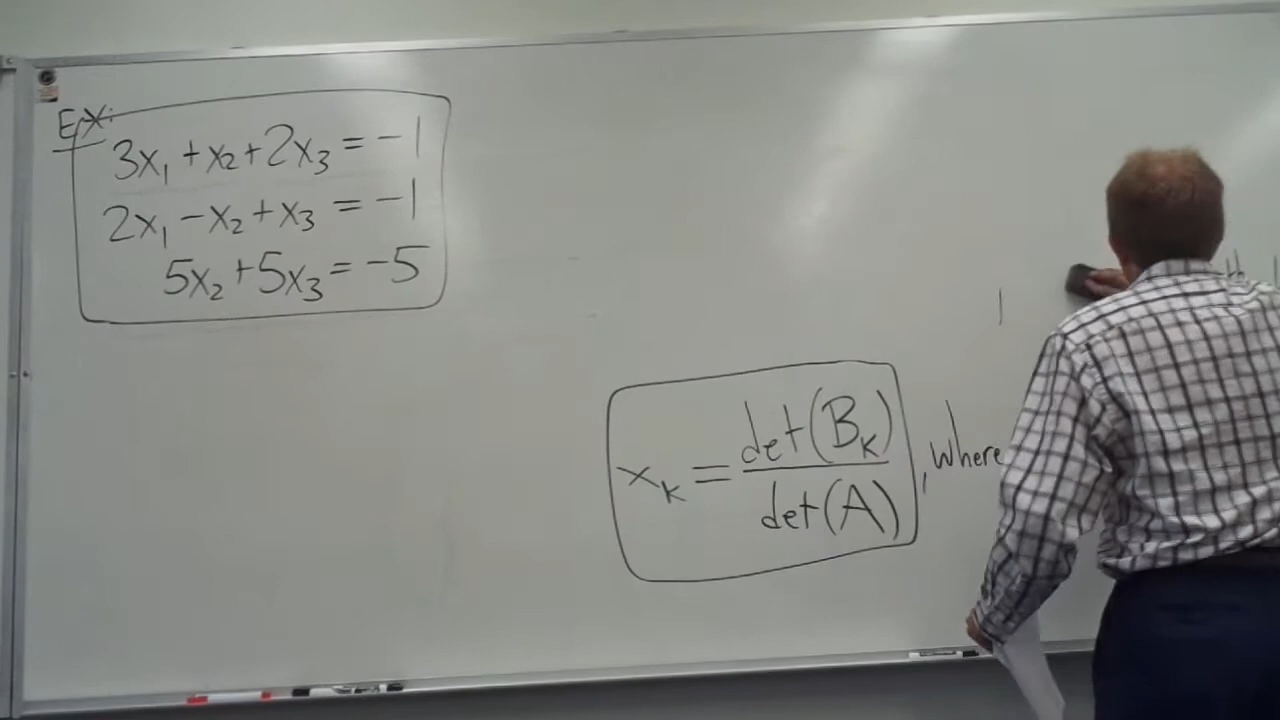 EX:
3x₁ + x₂ + 2x₃ = -1
2x₁ - x₂ + x₃ = -1
5x₂ + 5x₃ = -5
xₖ = det(Bₖ) / det(A) , where